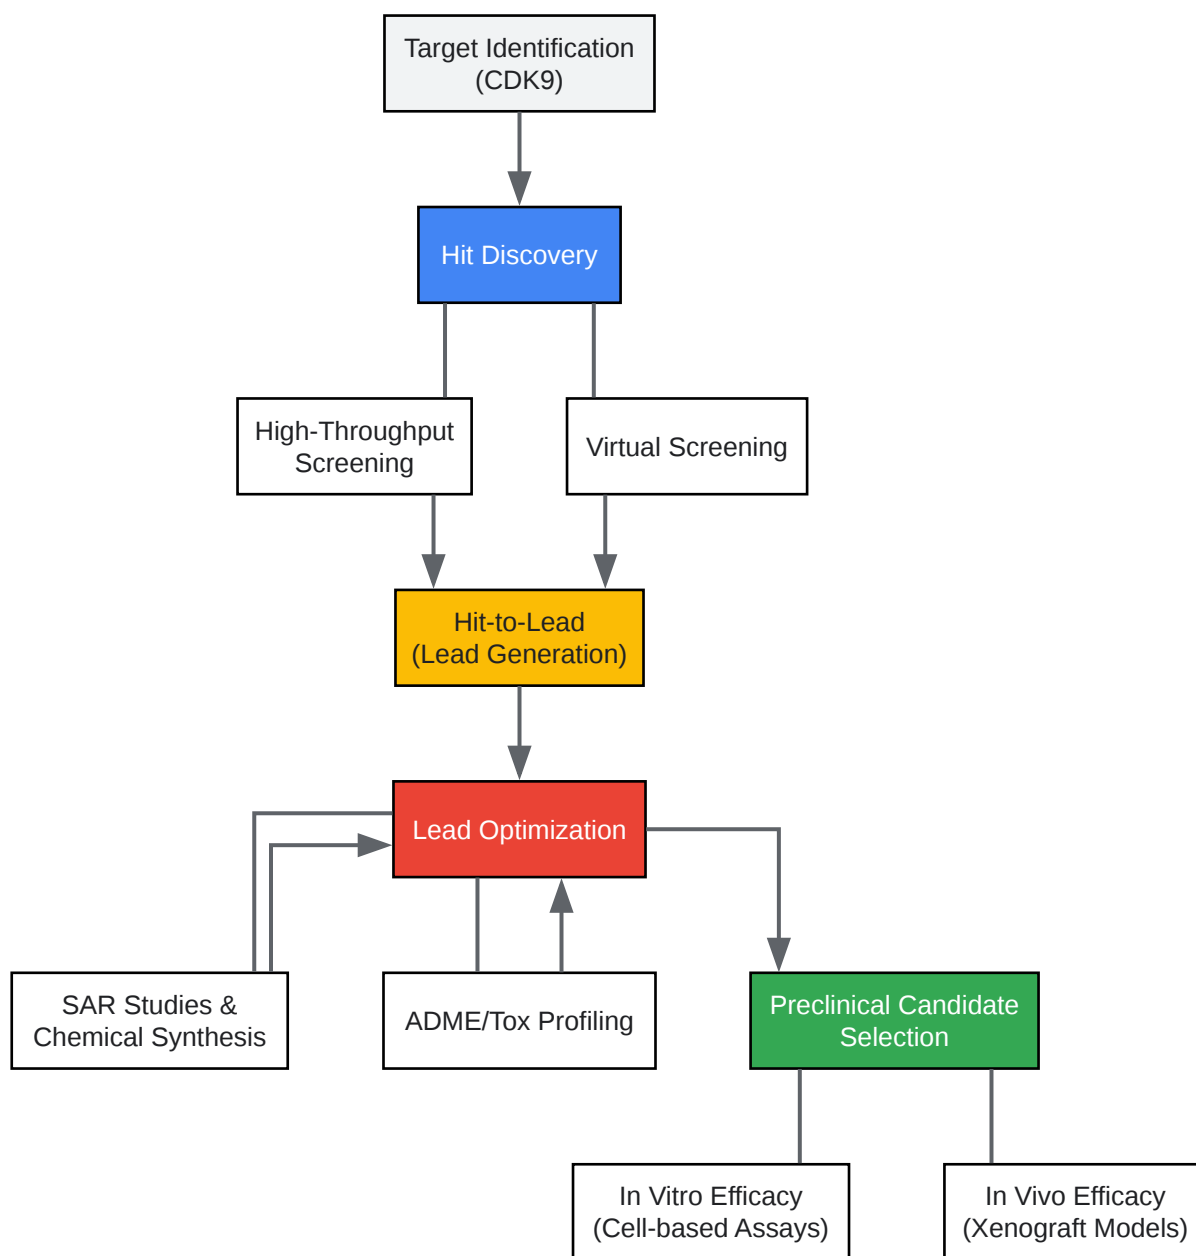 Target Identification
(CDK9)
Hit Discovery
High-Throughput
Screening
Virtual Screening
Hit-to-Lead
(Lead Generation)
Lead Optimization
SAR Studies &
Chemical Synthesis
ADME/Tox Profiling
Preclinical Candidate
Selection
In Vitro Efficacy
(Cell-based Assays)
In Vivo Efficacy
(Xenograft Models)